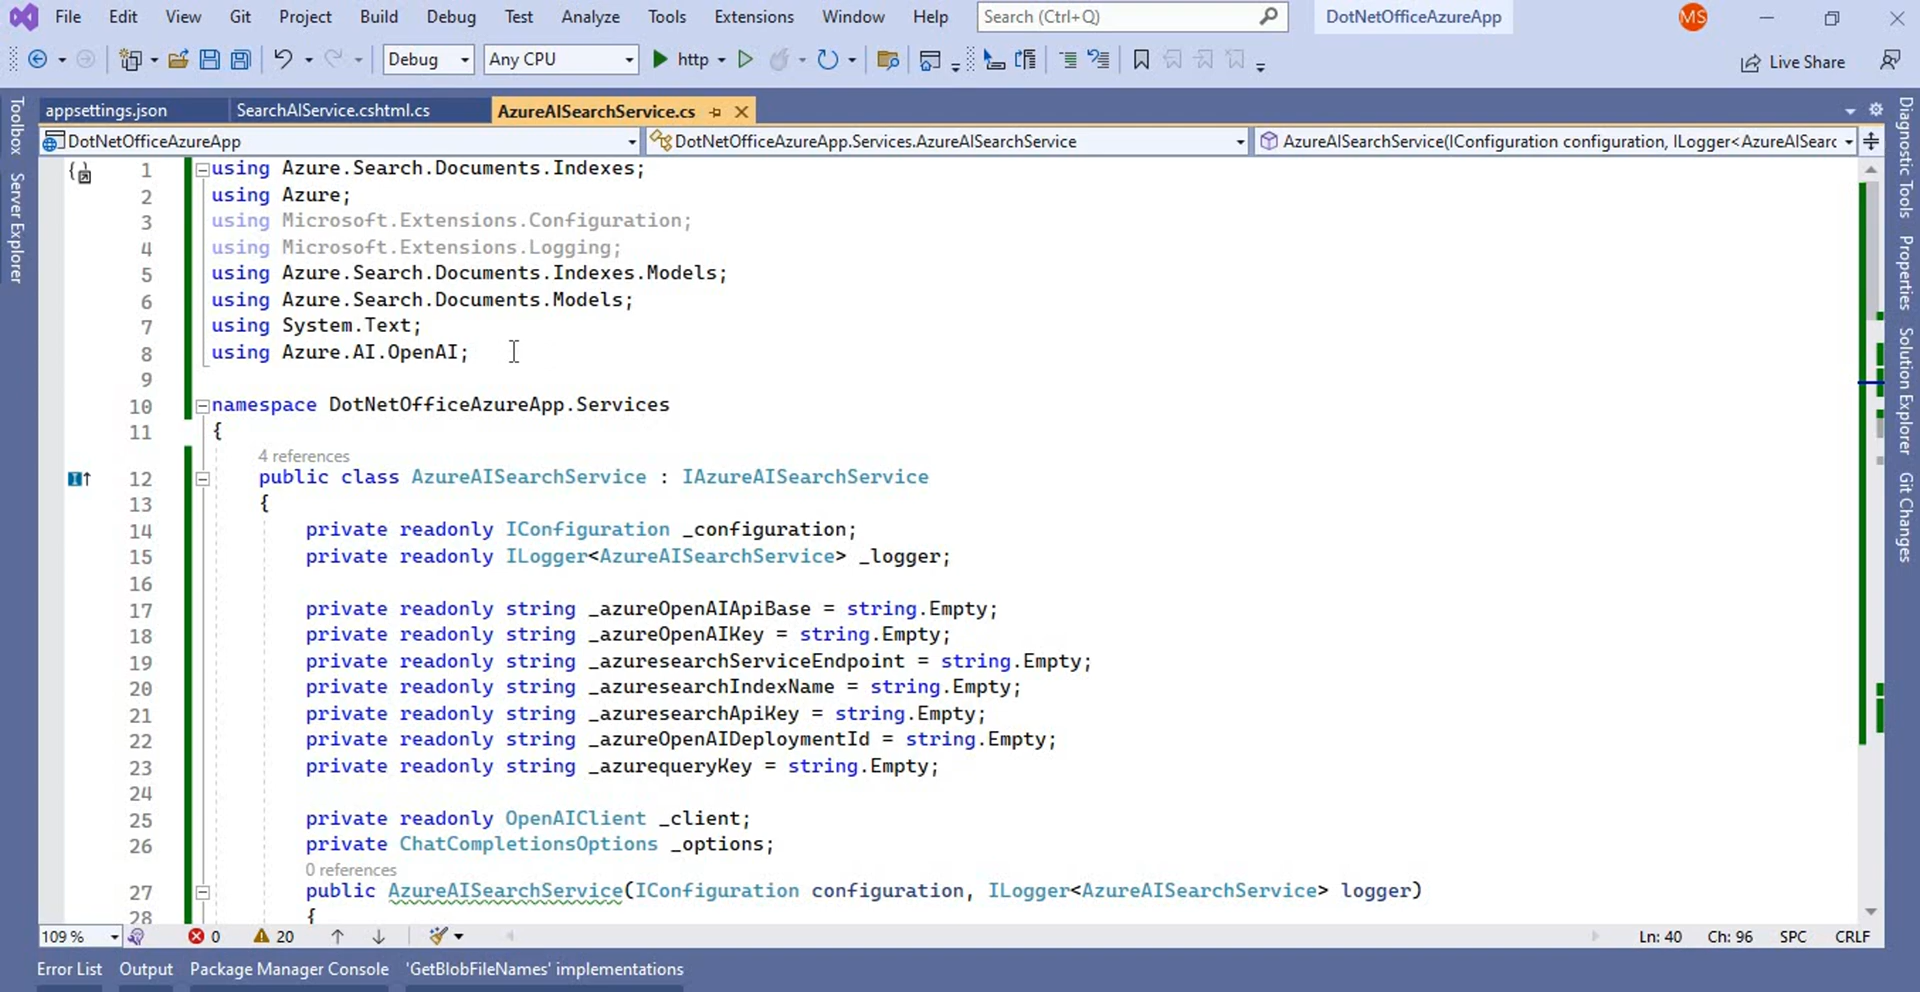 File Edit View Git Project Build Debug Test Analyze Tools Extensions Window Help Search (Ctrl+Q) DotNetOfficeAzureApp MS
Debug Any CPU http Live Share
appsettings.json SearchAIService.cshtml.cs AzureAISearchService.cs
DotNetOfficeAzureApp DotNetOfficeAzureApp.Services.AzureAISearchService AzureAISearchService(IConfiguration configuration, ILogger<AzureAISearc
Toolbox
Server Explorer
1 using Azure.Search.Documents.Indexes;
2 using Azure;
3 using Microsoft.Extensions.Configuration;
4 using Microsoft.Extensions.Logging;
5 using Azure.Search.Documents.Indexes.Models;
6 using Azure.Search.Documents.Models;
7 using System.Text;
8 using Azure.AI.OpenAI;
9
10 namespace DotNetOfficeAzureApp.Services
11 {
4 references
12 public class AzureAISearchService : IAzureAISearchService
13 {
14 private readonly IConfiguration _configuration;
15 private readonly ILogger<AzureAISearchService> _logger;
16
17 private readonly string _azureOpenAIApiBase = string.Empty;
18 private readonly string _azureOpenAIKey = string.Empty;
19 private readonly string _azuresearchServiceEndpoint = string.Empty;
20 private readonly string _azuresearchIndexName = string.Empty;
21 private readonly string _azuresearchApiKey = string.Empty;
22 private readonly string _azureOpenAIDeploymentId = string.Empty;
23 private readonly string _azurequeryKey = string.Empty;
24
25 private readonly OpenAIClient _client;
26 private ChatCompletionsOptions _options;
0 references
27 public AzureAISearchService(IConfiguration configuration, ILogger<AzureAISearchService> logger)
28 {
Diagnostic Tools
Properties
Solution Explorer
Git Changes
109 % 0 20 Ln: 40 Ch: 96 SPC CRLF
Error List Output Package Manager Console 'GetBlobFileNames' implementations